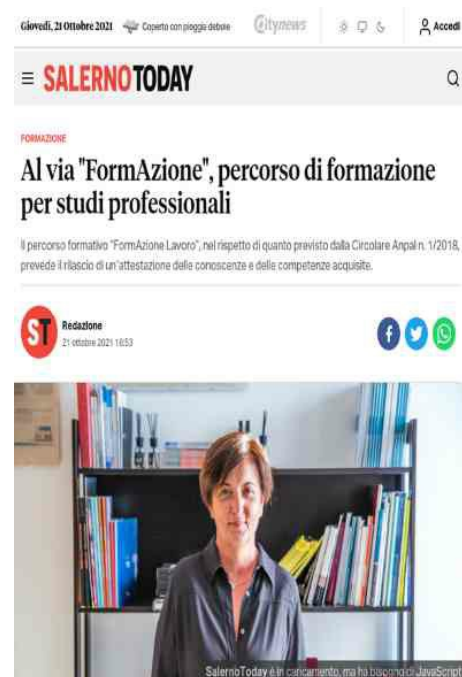 Giovedì, 21 Ottobre 2021 Coperto con pioggia debole Citynews Accedi
SALERNOTODAY
FORMAZIONE
Al via "FormAzione", percorso di formazione
per studi professionali
Il percorso formativo "FormAzione Lavoro", nel rispetto di quanto previsto dalla Circolare Anpal n. 1/2018,
prevede il rilascio di un'attestazione delle conoscenze e delle competenze acquisite.
ST
Redazione
21 ottobre 2021 16:53
SalernoToday è in caricamento, ma ha bisogno di JavaScript